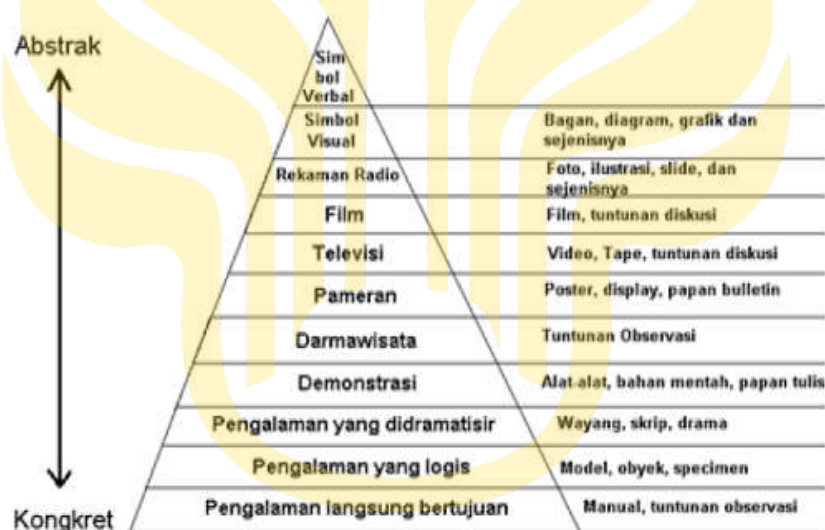 Abstrak
Sim
bol
Verbal
Simbol
Visual
Bagan, diagram, grafik dan
sejenisnya
Rekaman Radio
Foto, ilustrasi, slide, dan
sejenisnya
Film
Film, tuntunan diskusi
Televisi
Video, Tape, tuntunan diskusi
Pameran
Poster, display, papan bulletin
Darmawisata
Tuntunan Observasi
Demonstrasi
Alat-alat, bahan mentah, papan tulis
Pengalaman yang didramatisir
Wayang, skrip, drama
Pengalaman yang logis
Model, obyek, specimen
Pengalaman langsung bertujuan
Manual, tuntunan observasi
Kongkret